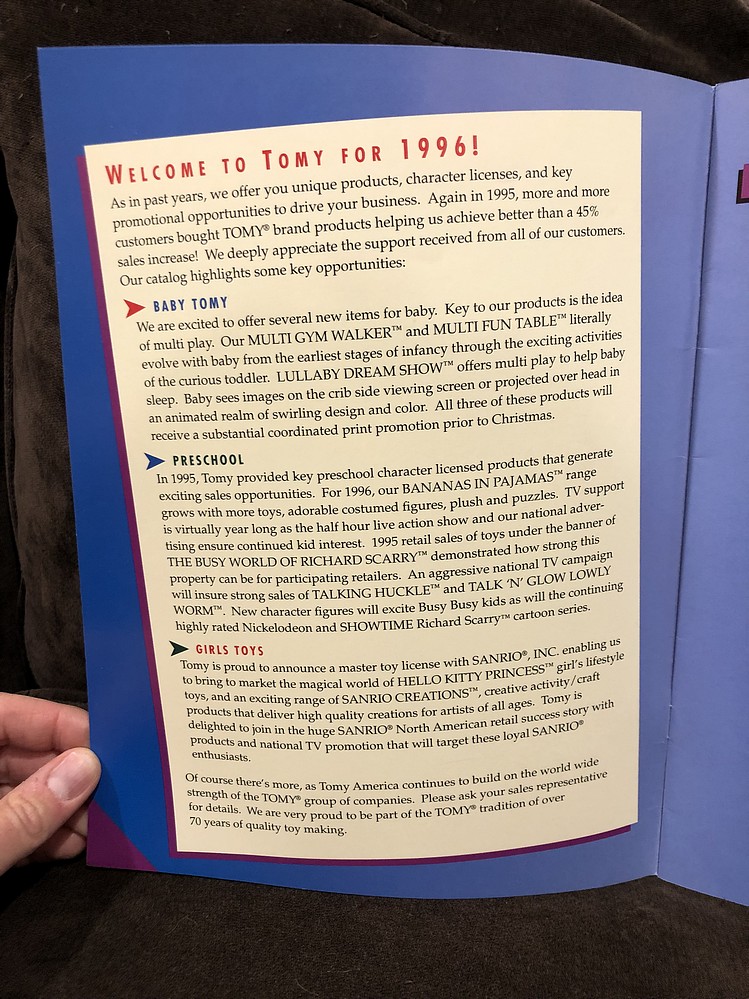 WELCOME TO TOMY FOR 1996!
As in past years, we offer you unique products, character licenses, and key
promotional opportunities to drive your business. Again in 1995, more and more
customers bought TOMY® brand products helping us achieve better than a 45%
sales increase! We deeply appreciate the support received from all of our customers.
Our catalog highlights some key opportunities:
BABY TOMY
We are excited to offer several new items for baby. Key to our products is the idea
of multi play. Our MULTI GYM WALKER™ and MULTI FUN TABLE™ literally
evolve with baby from the earliest stages of infancy through the exciting activities
of the curious toddler. LULLABY DREAM SHOW™ offers multi play to help baby
sleep. Baby sees images on the crib side viewing screen or projected over head in
an animated realm of swirling design and color. All three of these products will
receive a substantial coordinated print promotion prior to Christmas.
PRESCHOOL
In 1995, Tomy provided key preschool character licensed products that generate
exciting sales opportunities. For 1996, our BANANAS IN PAJAMAS™ range
grows with more toys, adorable costumed figures, plush and puzzles. TV support
is virtually year long as the half hour live action show and our national adver-
tising ensure continued kid interest. 1995 retail sales of toys under the banner of
THE BUSY WORLD OF RICHARD SCARRY™ demonstrated how strong this
property can be for participating retailers. An aggressive national TV campaign
will insure strong sales of TALKING HUCKLE™ and TALK 'N' GLOW LOWLY
WORM™. New character figures will excite Busy Busy kids as will the continuing
highly rated Nickelodeon and SHOWTIME Richard Scarry™ cartoon series.
GIRLS TOYS
Tomy is proud to announce a master toy license with SANRIO®, INC. enabling us
to bring to market the magical world of HELLO KITTY PRINCESS™ girl's lifestyle
toys, and an exciting range of SANRIO CREATIONS™, creative activity/craft
products that deliver high quality creations for artists of all ages. Tomy is
delighted to join in the huge SANRIO® North American retail success story with
products and national TV promotion that will target these loyal SANRIO®
enthusiasts.
Of course there's more, as Tomy America continues to build on the world wide
strength of the TOMY® group of companies. Please ask your sales representative
for details. We are very proud to be part of the TOMY® tradition of over
70 years of quality toy making.